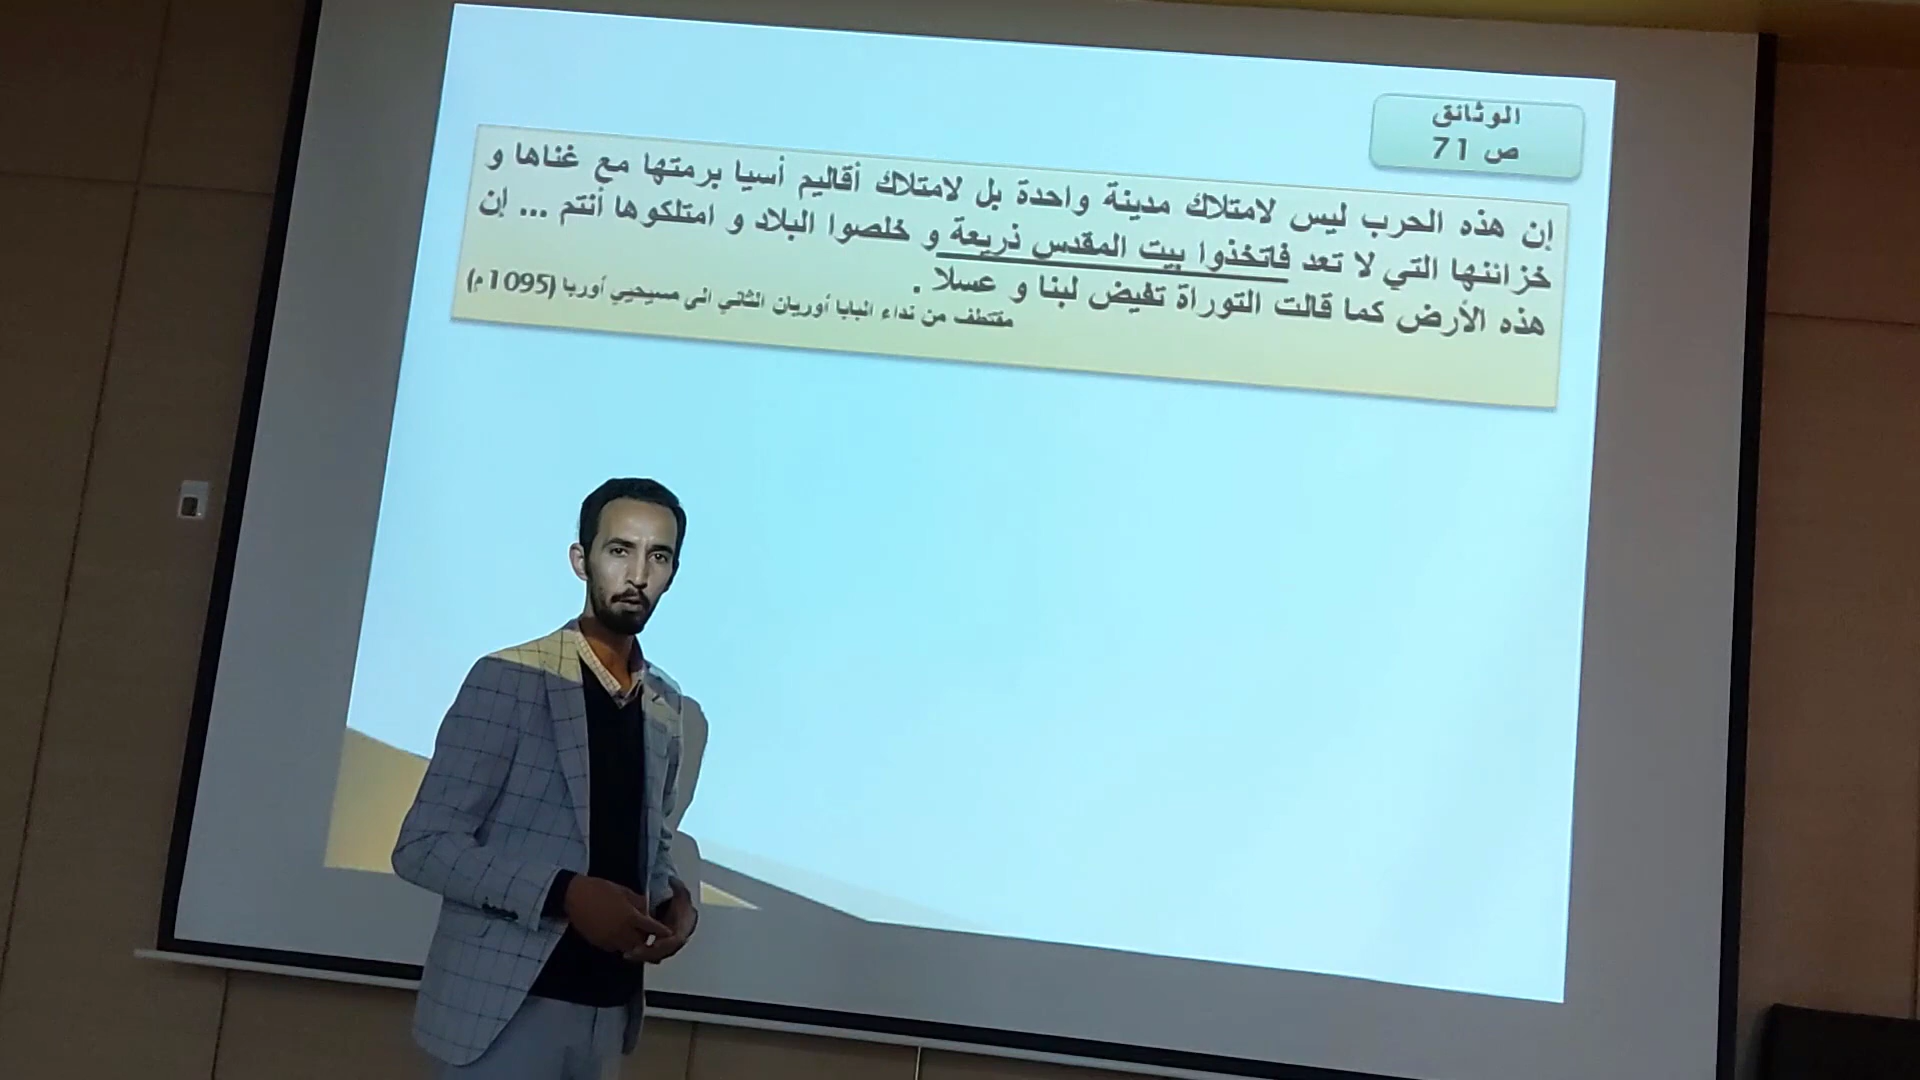 الوثائق
ص 71
إن هذه الحرب ليس لامتلاك مدينة واحدة بل لامتلاك أقاليم أسيا برمتها مع غناها و
خزائنها التي لا تعد فاتخذوا بيت المقدس ذريعة و خلصوا البلاد و امتلكوها أنتم ... إن
هذه الأرض كما قالت التوراة تفيض لبنا و عسلا .
مقتطف من نداء البابا أوربان الثاني الى مسيحيي أوربا (1095م)